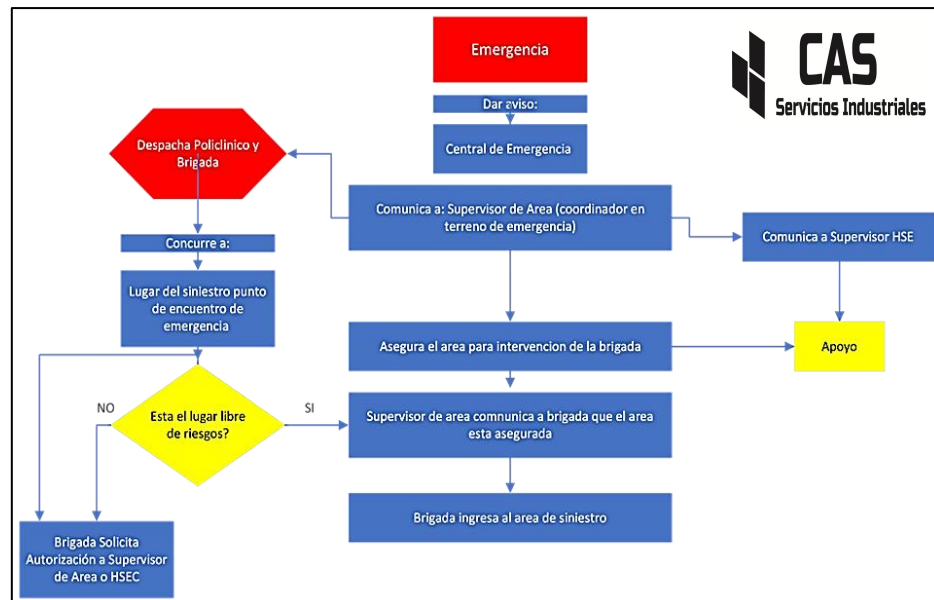 Emergencia
CAS
Servicios Industriales
Dar aviso:
Central de Emergencia
Despacha Policlinico y
Brigada
Comunica a: Supervisor de Area (coordinador en
terreno de emergencia)
Comunica a Supervisor HSE
Concurre a:
Lugar del siniestro punto
de encuentro de
emergencia
Asegura el area para intervencion de la brigada
Apoyo
NO
Esta el lugar libre
de riesgos?
SI
Supervisor de area comnunica a brigada que el area
esta asegurada
Brigada ingresa al area de siniestro
Brigada Solicita
Autorización a Supervisor
de Area o HSEC